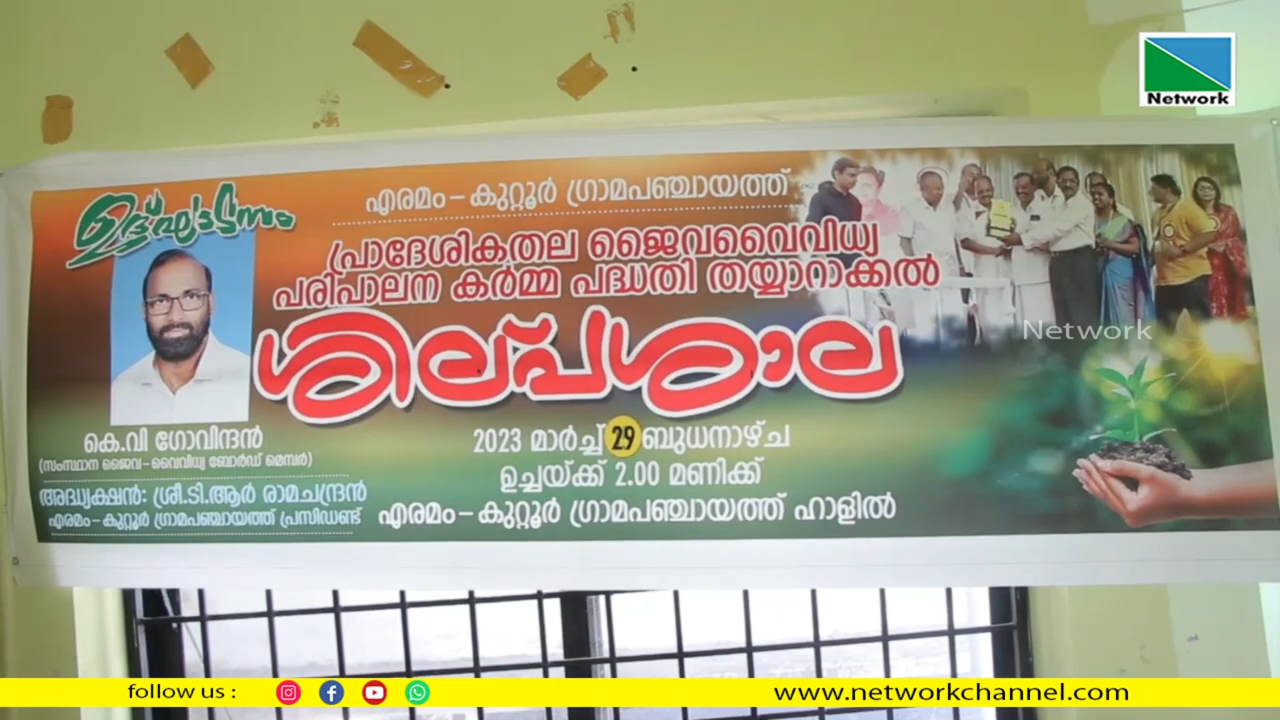 Network
ഉദ്ഘാടനം
എരമം – കുറ്റൂർ ഗ്രാമപഞ്ചായത്ത്
പ്രാദേശികതല ജൈവവൈവിധ്യ
പരിപാലന കർമ്മ പദ്ധതി തയ്യാറാക്കൽ
ശില്പശാല
Network
കെ.വി ഗോവിന്ദൻ
(സംസ്ഥാന ജൈവ – വൈവിധ്യ ബോർഡ് മെമ്പർ)
അദ്ധ്യക്ഷൻ: ശ്രീ.ടി.ആർ രാമചന്ദ്രൻ
എരമം – കുറ്റൂർ ഗ്രാമപഞ്ചായത്ത് പ്രസിഡണ്ട്
2023 മാർച്ച് 29 ബുധനാഴ്ച
ഉച്ചയ്ക്ക് 2.00 മണിക്ക്
എരമം – കുറ്റൂർ ഗ്രാമപഞ്ചായത്ത് ഹാളിൽ
follow us :
www.networkchannel.com